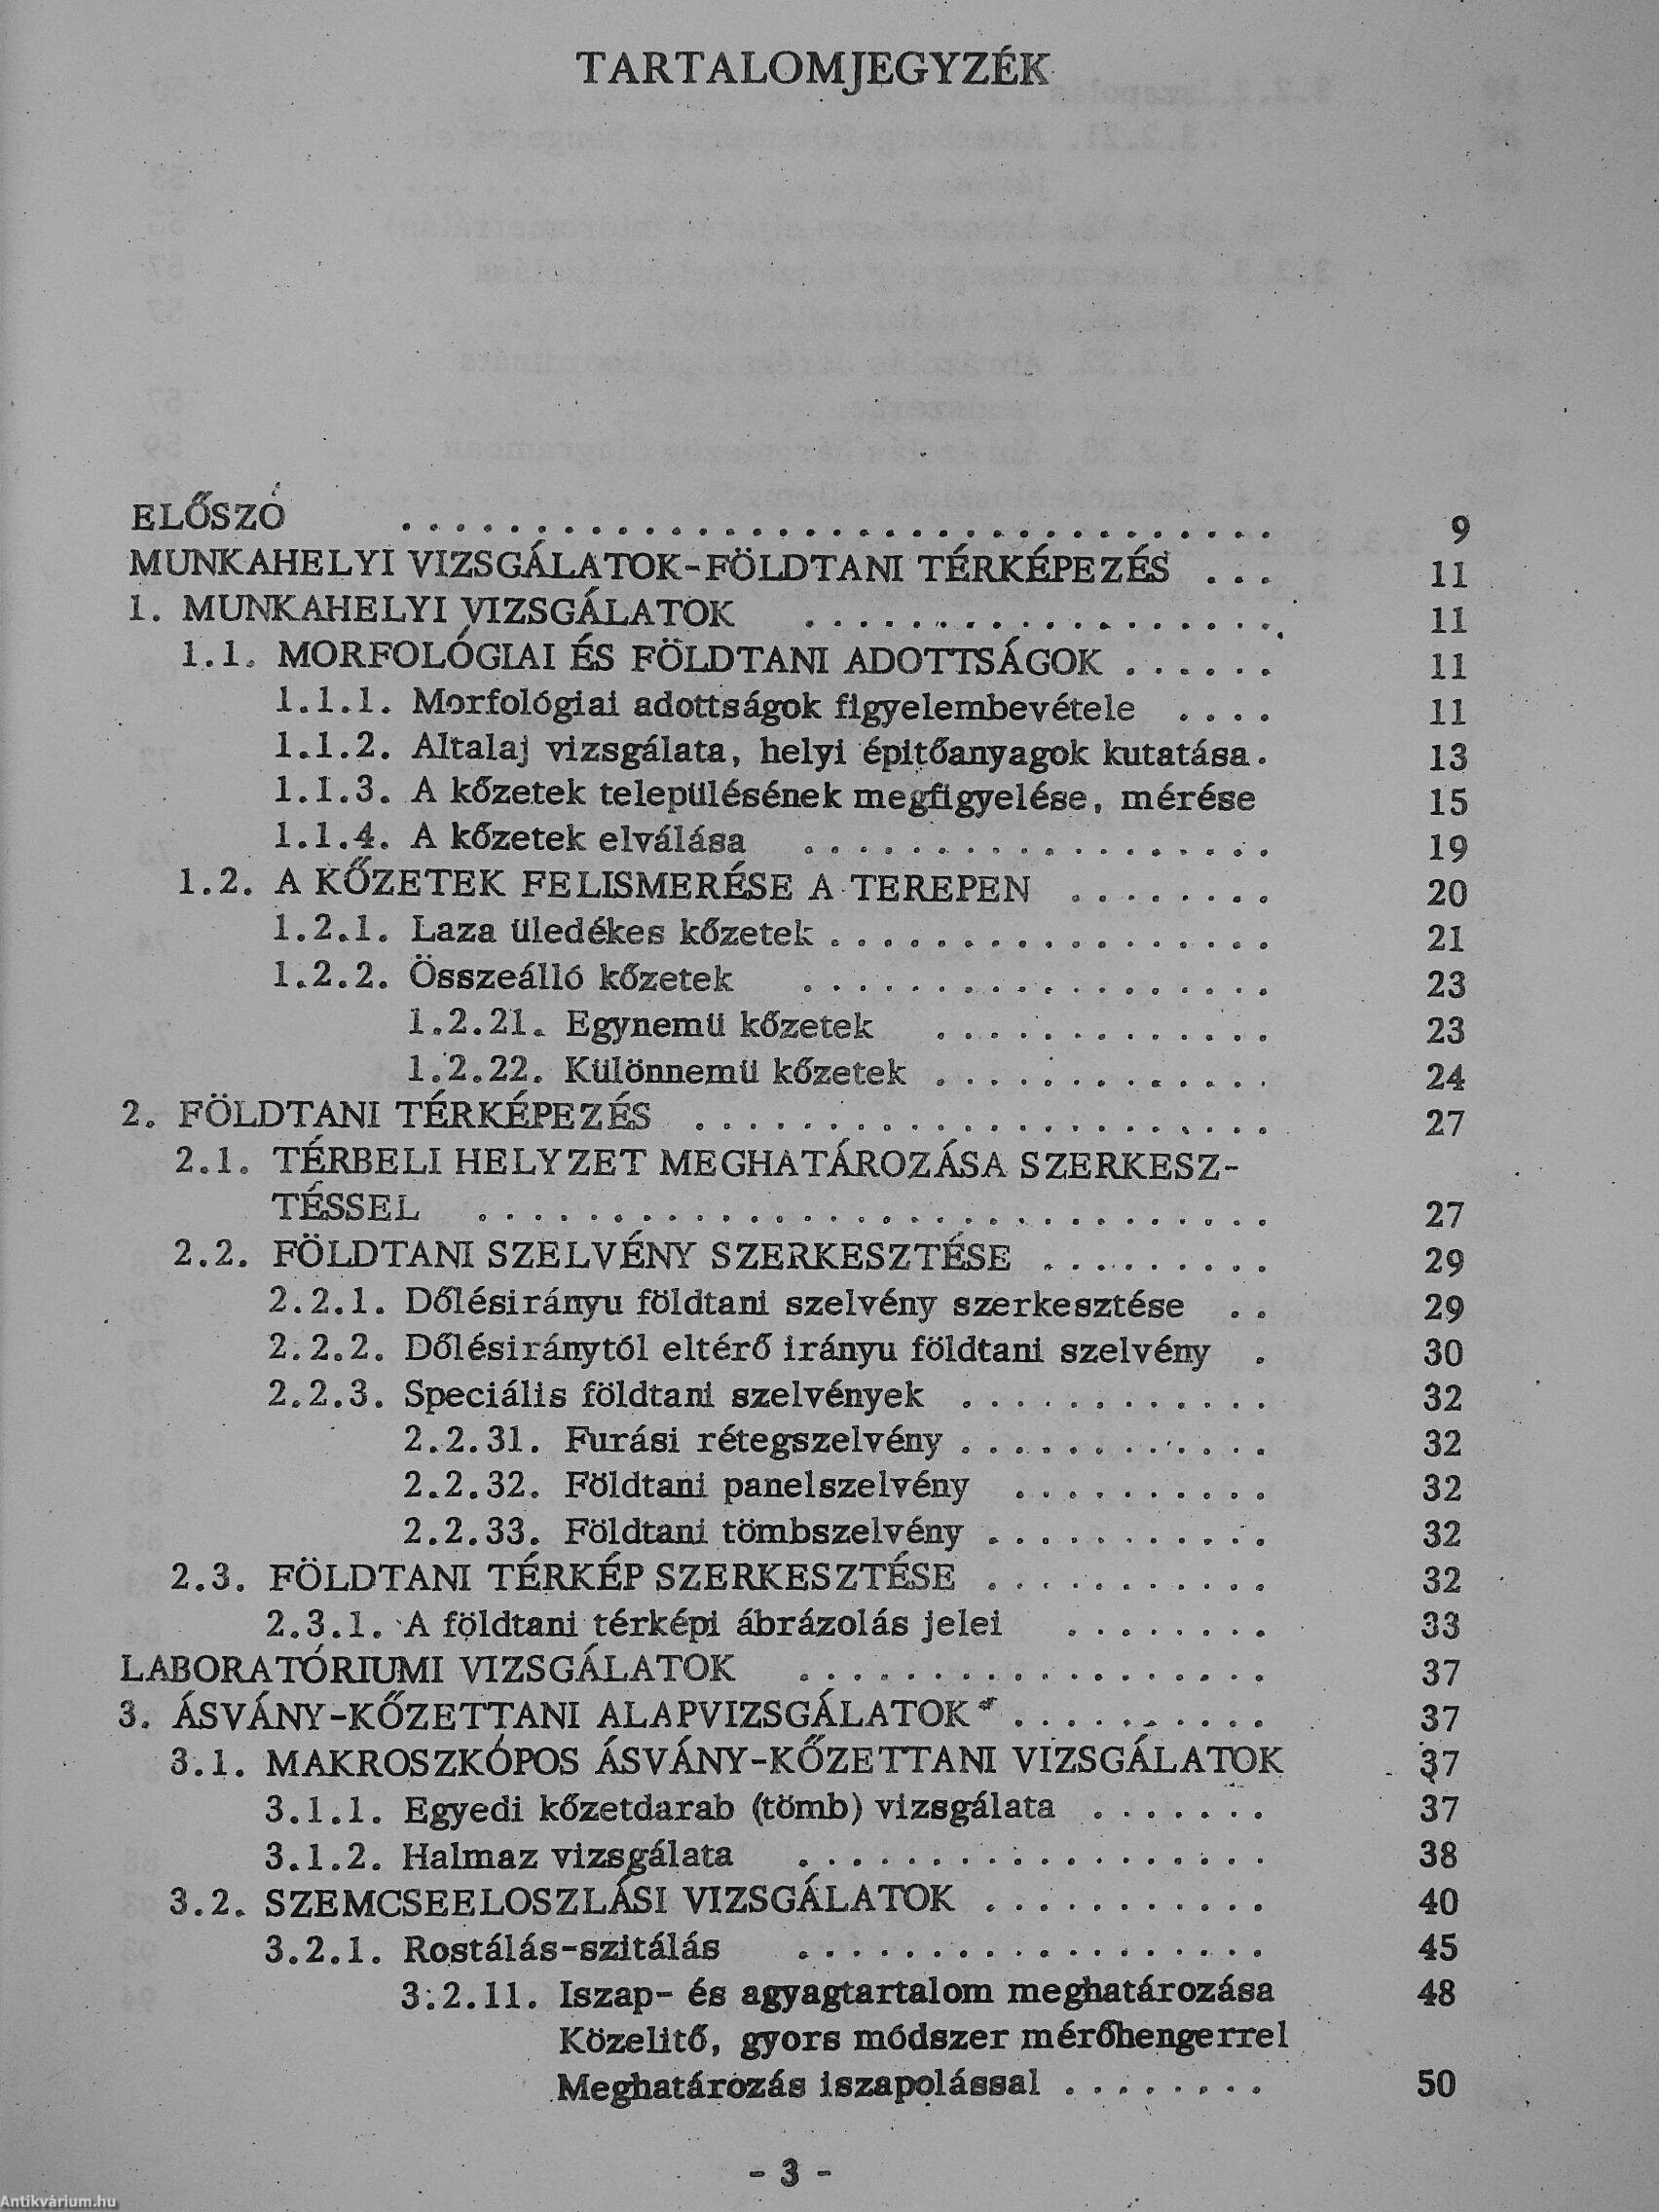 TARTALOMJEGYZÉK
ELŐSZÓ . . . . . . . . . . . . . . . . . . . . . . . . . . . . . . . . . 9
MUNKAHELYI VIZSGÁLATOK-FÖLDTANI TÉRKÉPEZÉS . . . 11
1. MUNKAHELYI VIZSGÁLATOK . . . . . . . . . . . . . . . . . . 11
1.1. MORFOLÓGIAI ÉS FÖLDTANI ADOTTSÁGOK . . . . . . 11
1.1.1. Morfológiai adottságok figyelembevétele . . . . 11
1.1.2. Altalaj vizsgálata, helyi épitőanyagok kutatása . 13
1.1.3. A kőzetek településének megfigyelése, mérése 15
1.1.4. A kőzetek elválása . . . . . . . . . . . . . . . . . . 19
1.2. A KŐZETEK FELISMERÉSE A TEREPEN . . . . . . . . 20
1.2.1. Laza üledékes kőzetek . . . . . . . . . . . . . . . . . 21
1.2.2. Összeálló kőzetek . . . . . . . . . . . . . . . . . . 23
1.2.21. Egynemü kőzetek . . . . . . . . . . . . . 23
1.2.22. Különnemü kőzetek . . . . . . . . . . . . . 24
2. FÖLDTANI TÉRKÉPEZÉS . . . . . . . . . . . . . . . . . . . . . . 27
2.1. TÉRBELI HELYZET MEGHATÁROZÁSA SZERKESZ-
TÉSSEL . . . . . . . . . . . . . . . . . . . . . . . . . . . . . . 27
2.2. FÖLDTANI SZELVÉNY SZERKESZTÉSE . . . . . . . . . 29
2.2.1. Dőlésirányu földtani szelvény szerkesztése . . 29
2.2.2. Dőlésiránytól eltérő irányu földtani szelvény . 30
2.2.3. Speciális földtani szelvények . . . . . . . . . . . . 32
2.2.31. Furási rétegszelvény . . . . . . . . . . . . 32
2.2.32. Földtani panelszelvény . . . . . . . . . . 32
2.2.33. Földtani tömbszelvény . . . . . . . . . . . 32
2.3. FÖLDTANI TÉRKÉP SZERKESZTÉSE . . . . . . . . . . . 32
2.3.1. A földtani térképi ábrázolás jelei . . . . . . . . 33
LABORATÓRIUMI VIZSGÁLATOK . . . . . . . . . . . . . . . . . . 37
3. ÁSVÁNY-KŐZETTANI ALAPVIZSGÁLATOK . . . . . . . . . . 37
3.1. MAKROSZKÓPOS ÁSVÁNY-KŐZETTANI VIZSGÁLATOK 37
3.1.1. Egyedi kőzetdarab (tömb) vizsgálata . . . . . . . 37
3.1.2. Halmaz vizsgálata . . . . . . . . . . . . . . . . . . 38
3.2. SZEMCSEELOSZLÁSI VIZSGÁLATOK . . . . . . . . . . . 40
3.2.1. Rostálás-szitálás . . . . . . . . . . . . . . . . . . 45
3.2.11. Iszap- és agyagtartalom meghatározása 48
Közelitő, gyors módszer mérőhengerrel
Meghatározás iszapolással . . . . . . . . 50
- 3 -
Antikvárium.hu